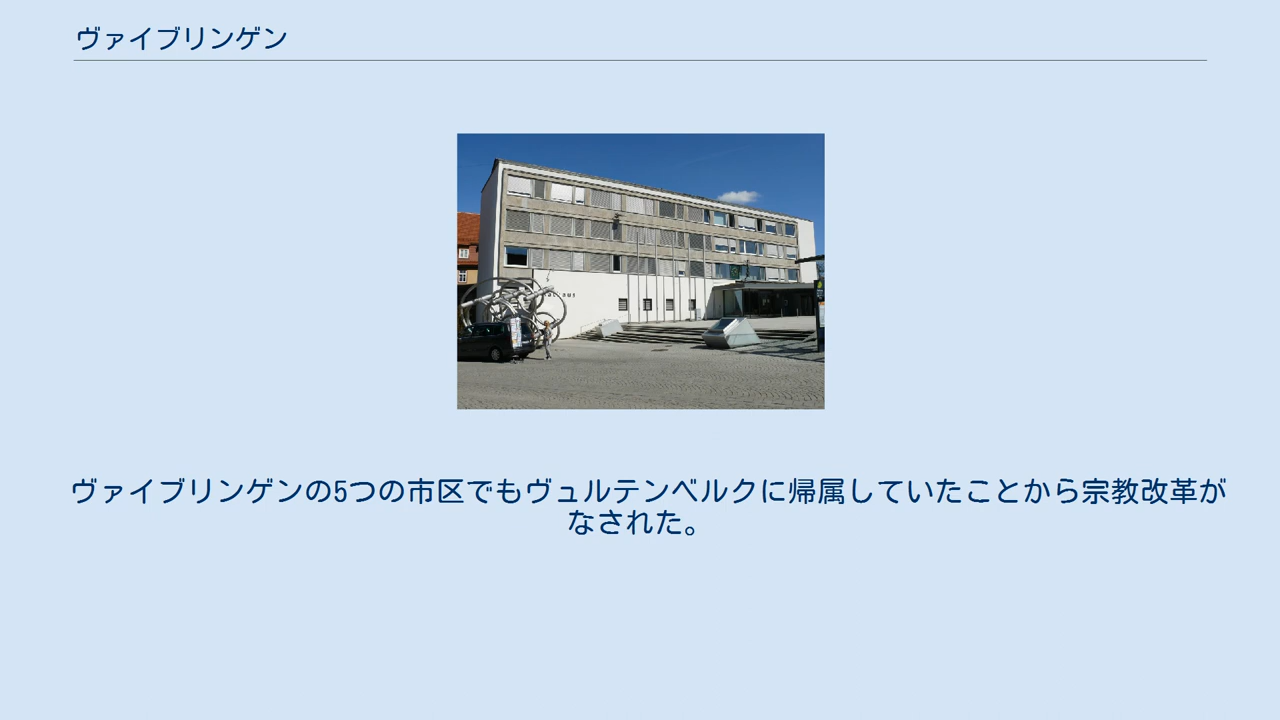 ヴァイブリンゲン
ヴァイブリンゲンの5つの市区でもヴュルテンベルクに帰属していたことから宗教改革が
なされた。